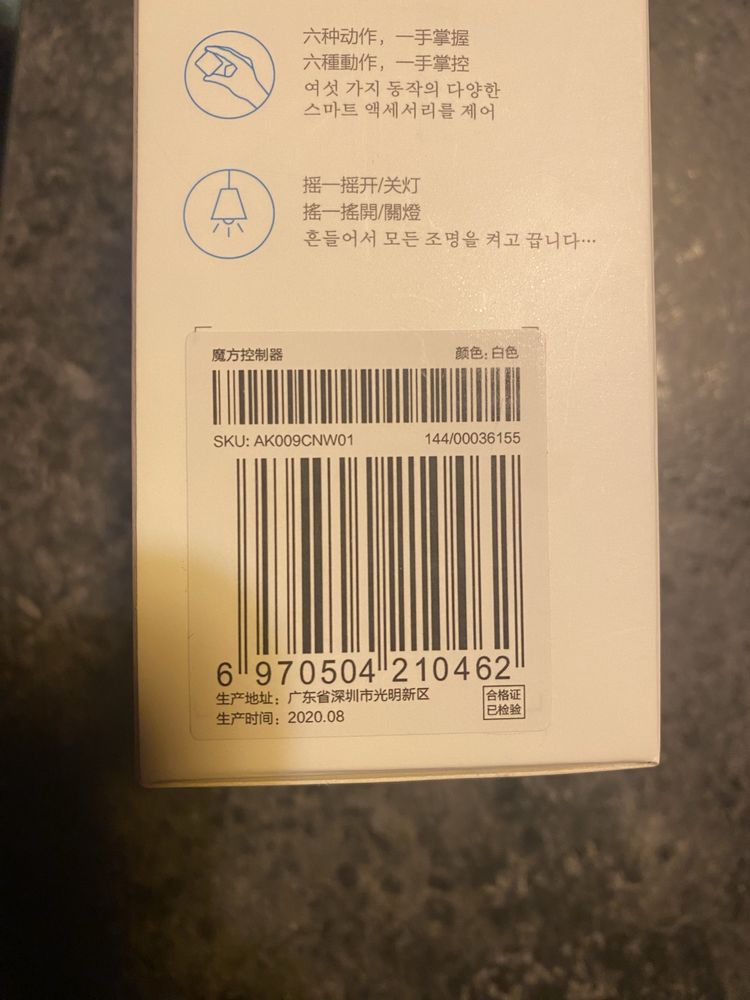 六种动作，一手掌握
六種動作，一手掌控
여섯 가지 동작의 다양한
스마트 액세서리를 제어
摇一摇开/关灯
搖一搖開/關燈
흔들어서 모든 조명을 켜고 끕니다…
魔方控制器 颜色: 白色
SKU: AK009CNW01 144/00036155
6 970504 210462
生产地址：广东省深圳市光明新区
生产时间：2020.08
合格证
已检验